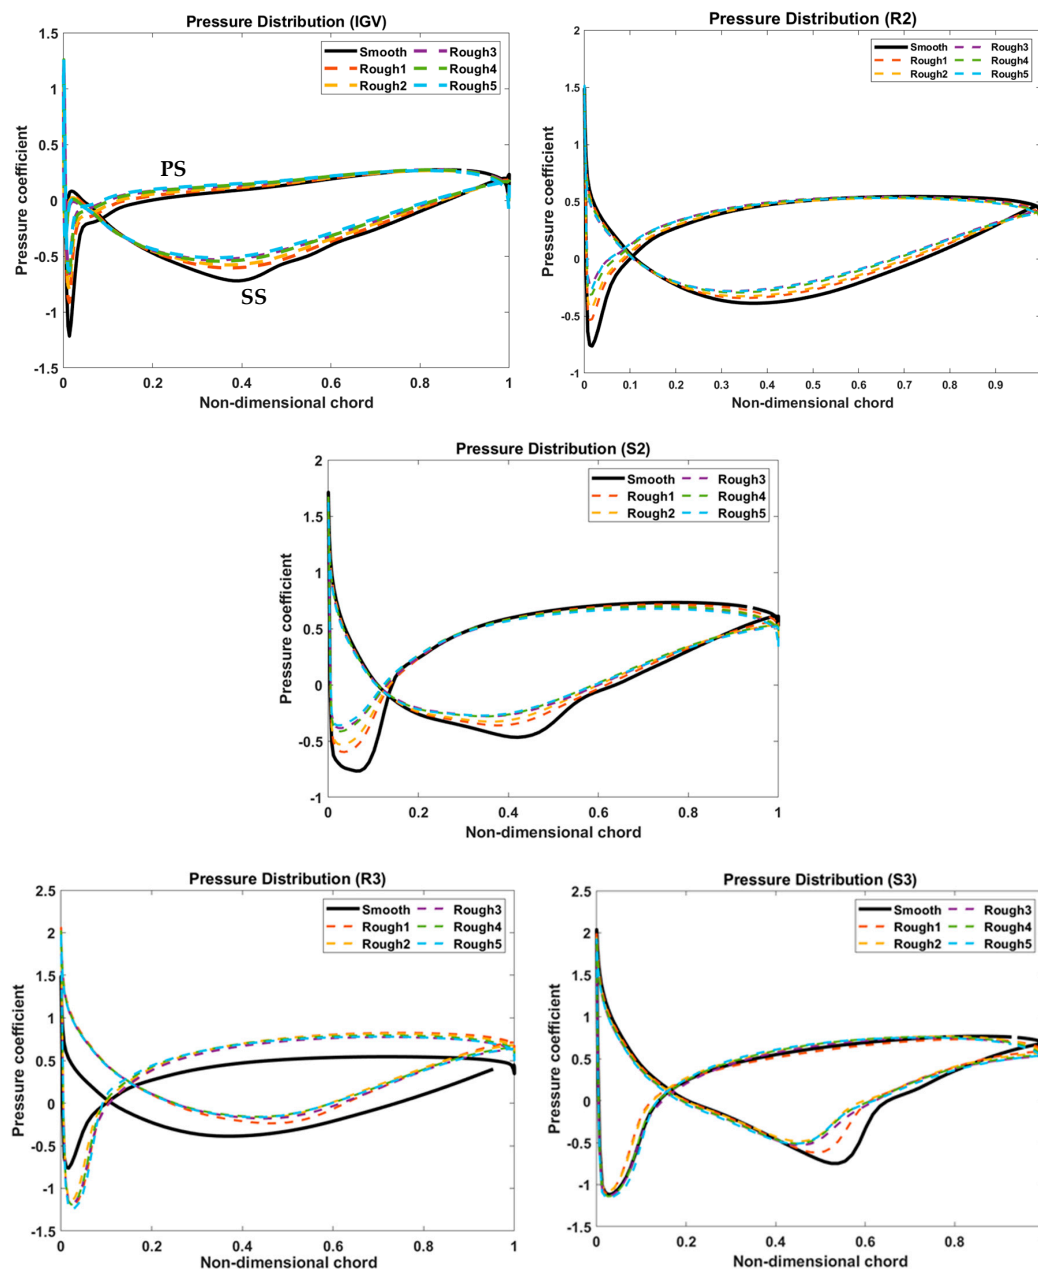 Pressure Distribution (IGV)
1.5
1
0.5
0
-0.5
-1
-1.5
Pressure coefficient
Smooth Rough3
Rough1 Rough4
Rough2 Rough5
PS
SS
0 0.2 0.4 0.6 0.8 1
Non-dimensional chord
Pressure Distribution (R2)
2
1.5
1
0.5
0
-0.5
-1
Pressure coefficient
Smooth Rough3
Rough1 Rough4
Rough2 Rough5
0 0.1 0.2 0.3 0.4 0.5 0.6 0.7 0.8 0.9
Non-dimensional chord
Pressure Distribution (S2)
2
1.5
1
0.5
0
-0.5
-1
Pressure coefficient
Smooth Rough3
Rough1 Rough4
Rough2 Rough5
0 0.2 0.4 0.6 0.8 1
Non-dimensional chord
Pressure Distribution (R3)
2.5
2
1.5
1
0.5
0
-0.5
-1
-1.5
Pressure coefficient
Smooth Rough3
Rough1 Rough4
Rough2 Rough5
0 0.2 0.4 0.6 0.8 1
Non-dimensional chord
Pressure Distribution (S3)
2.5
2
1.5
1
0.5
0
-0.5
-1
-1.5
Pressure coefficient
Smooth Rough3
Rough1 Rough4
Rough2 Rough5
0 0.2 0.4 0.6 0.8
Non-dimensional chord